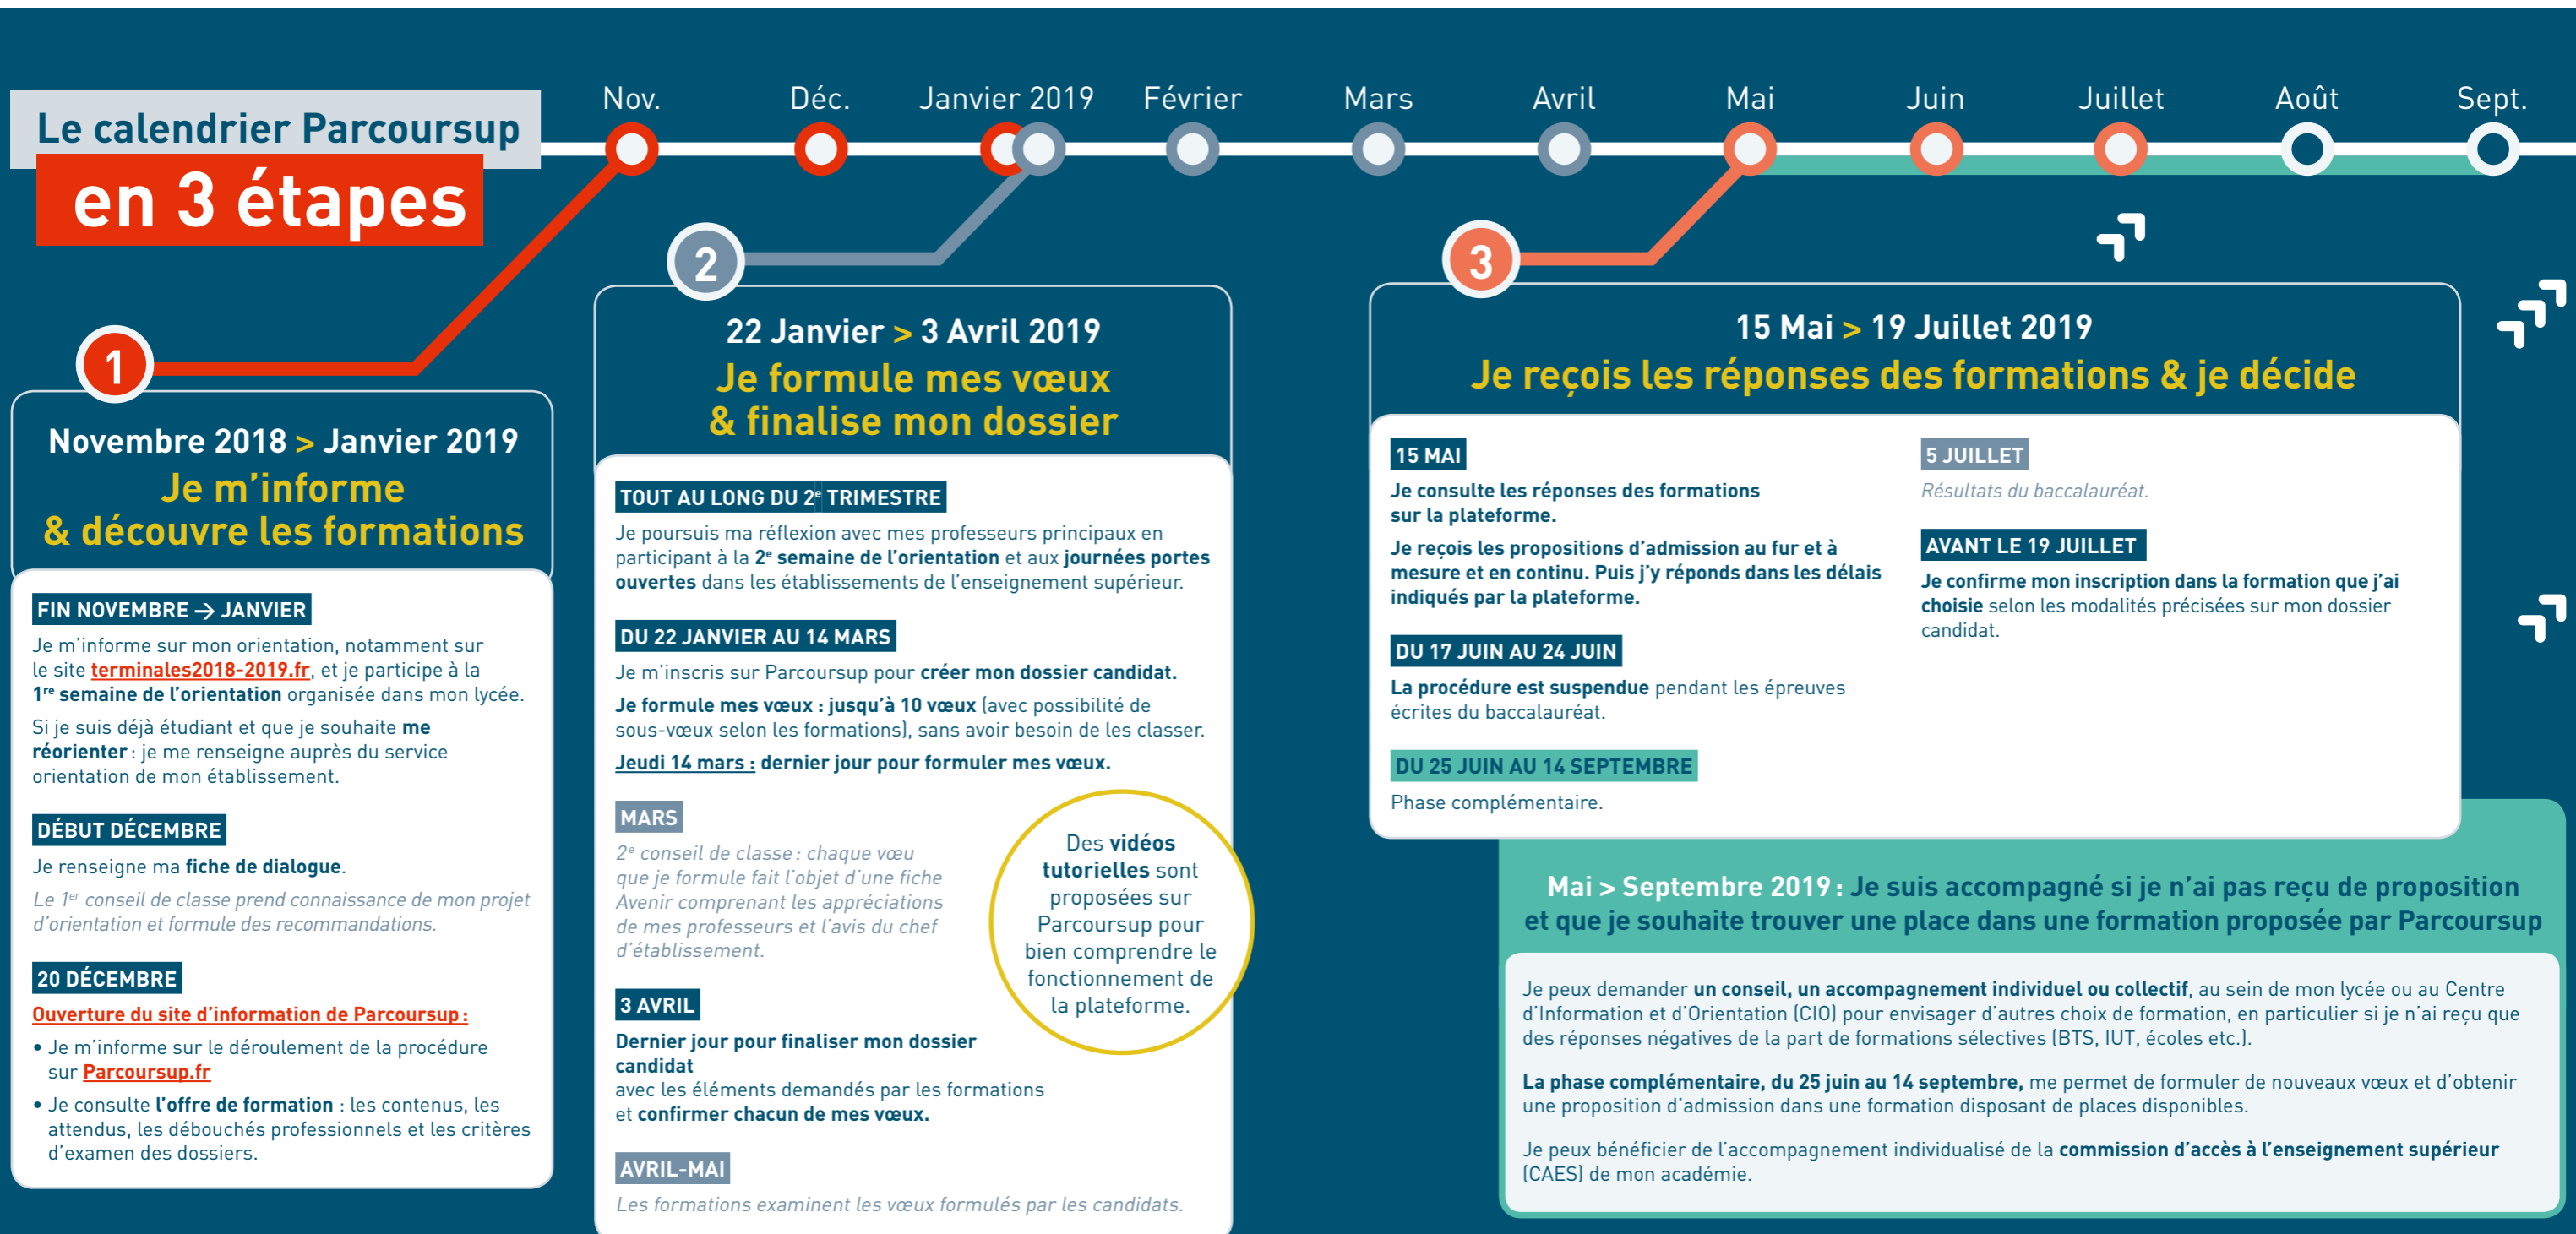 Le calendrier Parcoursup
en 3 étapes
Nov.
Déc.
Janvier 2019
Février
Mars
Avril
Mai
Juin
Juillet
Août
Sept.
1
Novembre 2018 > Janvier 2019
Je m'informe
& découvre les formations
FIN NOVEMBRE → JANVIER
Je m'informe sur mon orientation, notamment sur
le site terminales2018-2019.fr, et je participe à la
1re semaine de l'orientation organisée dans mon lycée.
Si je suis déjà étudiant et que je souhaite me
réorienter : je me renseigne auprès du service
orientation de mon établissement.
DÉBUT DÉCEMBRE
Je renseigne ma fiche de dialogue.
Le 1er conseil de classe prend connaissance de mon projet
d'orientation et formule des recommandations.
20 DÉCEMBRE
Ouverture du site d'information de Parcoursup :
• Je m'informe sur le déroulement de la procédure
sur Parcoursup.fr
• Je consulte l'offre de formation : les contenus, les
attendus, les débouchés professionnels et les critères
d'examen des dossiers.
2
22 Janvier > 3 Avril 2019
Je formule mes vœux
& finalise mon dossier
TOUT AU LONG DU 2e TRIMESTRE
Je poursuis ma réflexion avec mes professeurs principaux en
participant à la 2e semaine de l'orientation et aux journées portes
ouvertes dans les établissements de l'enseignement supérieur.
DU 22 JANVIER AU 14 MARS
Je m'inscris sur Parcoursup pour créer mon dossier candidat.
Je formule mes vœux : jusqu'à 10 vœux (avec possibilité de
sous-vœux selon les formations), sans avoir besoin de les classer.
Jeudi 14 mars : dernier jour pour formuler mes vœux.
MARS
2e conseil de classe : chaque vœu
que je formule fait l'objet d'une fiche
Avenir comprenant les appréciations
de mes professeurs et l'avis du chef
d'établissement.
Des vidéos
tutorielles sont
proposées sur
Parcoursup pour
bien comprendre le
fonctionnement de
la plateforme.
3 AVRIL
Dernier jour pour finaliser mon dossier
candidat
avec les éléments demandés par les formations
et confirmer chacun de mes vœux.
AVRIL-MAI
Les formations examinent les vœux formulés par les candidats.
3
15 Mai > 19 Juillet 2019
Je reçois les réponses des formations & je décide
15 MAI
Je consulte les réponses des formations
sur la plateforme.
Je reçois les propositions d'admission au fur et à
mesure et en continu. Puis j'y réponds dans les délais
indiqués par la plateforme.
DU 17 JUIN AU 24 JUIN
La procédure est suspendue pendant les épreuves
écrites du baccalauréat.
DU 25 JUIN AU 14 SEPTEMBRE
Phase complémentaire.
5 JUILLET
Résultats du baccalauréat.
AVANT LE 19 JUILLET
Je confirme mon inscription dans la formation que j'ai
choisie selon les modalités précisées sur mon dossier
candidat.
Mai > Septembre 2019 : Je suis accompagné si je n'ai pas reçu de proposition
et que je souhaite trouver une place dans une formation proposée par Parcoursup
Je peux demander un conseil, un accompagnement individuel ou collectif, au sein de mon lycée ou au Centre
d'Information et d'Orientation (CIO) pour envisager d'autres choix de formation, en particulier si je n'ai reçu que
des réponses négatives de la part de formations sélectives (BTS, IUT, écoles etc.).
La phase complémentaire, du 25 juin au 14 septembre, me permet de formuler de nouveaux vœux et d'obtenir
une proposition d'admission dans une formation disposant de places disponibles.
Je peux bénéficier de l'accompagnement individualisé de la commission d'accès à l'enseignement supérieur
(CAES) de mon académie.